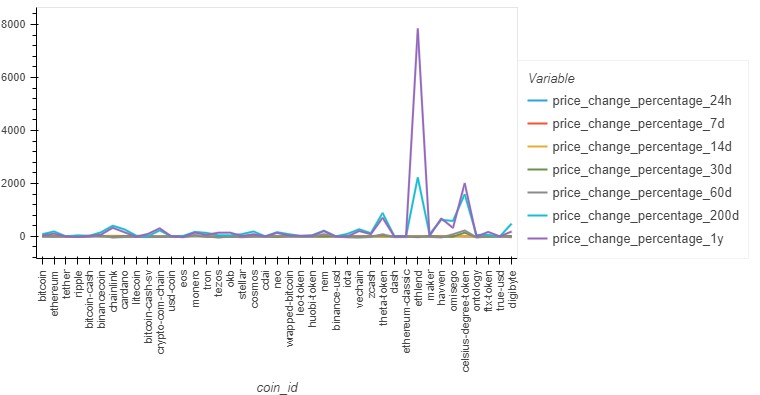 8000
6000
4000
2000
0
Variable
price_change_percentage_24h
price_change_percentage_7d
price_change_percentage_14d
price_change_percentage_30d
price_change_percentage_60d
price_change_percentage_200d
price_change_percentage_1y
bitcoin
ethereum
tether
ripple
bitcoin-cash
binancecoin
chainlink
cardano
litecoin
bitcoin-cash-sv
crypto-com-chain
usd-coin
eos
monero
tron
tezos
okb
stellar
cosmos
cdai
neo
wrapped-bitcoin
leo-token
huobi-token
nem
binance-usd
iota
vechain
zcash
theta-token
dash
ethereum-classic
ethlend
maker
havven
omisego
celsius-degree-token
ontology
ftx-token
true-usd
digibyte
coin_id